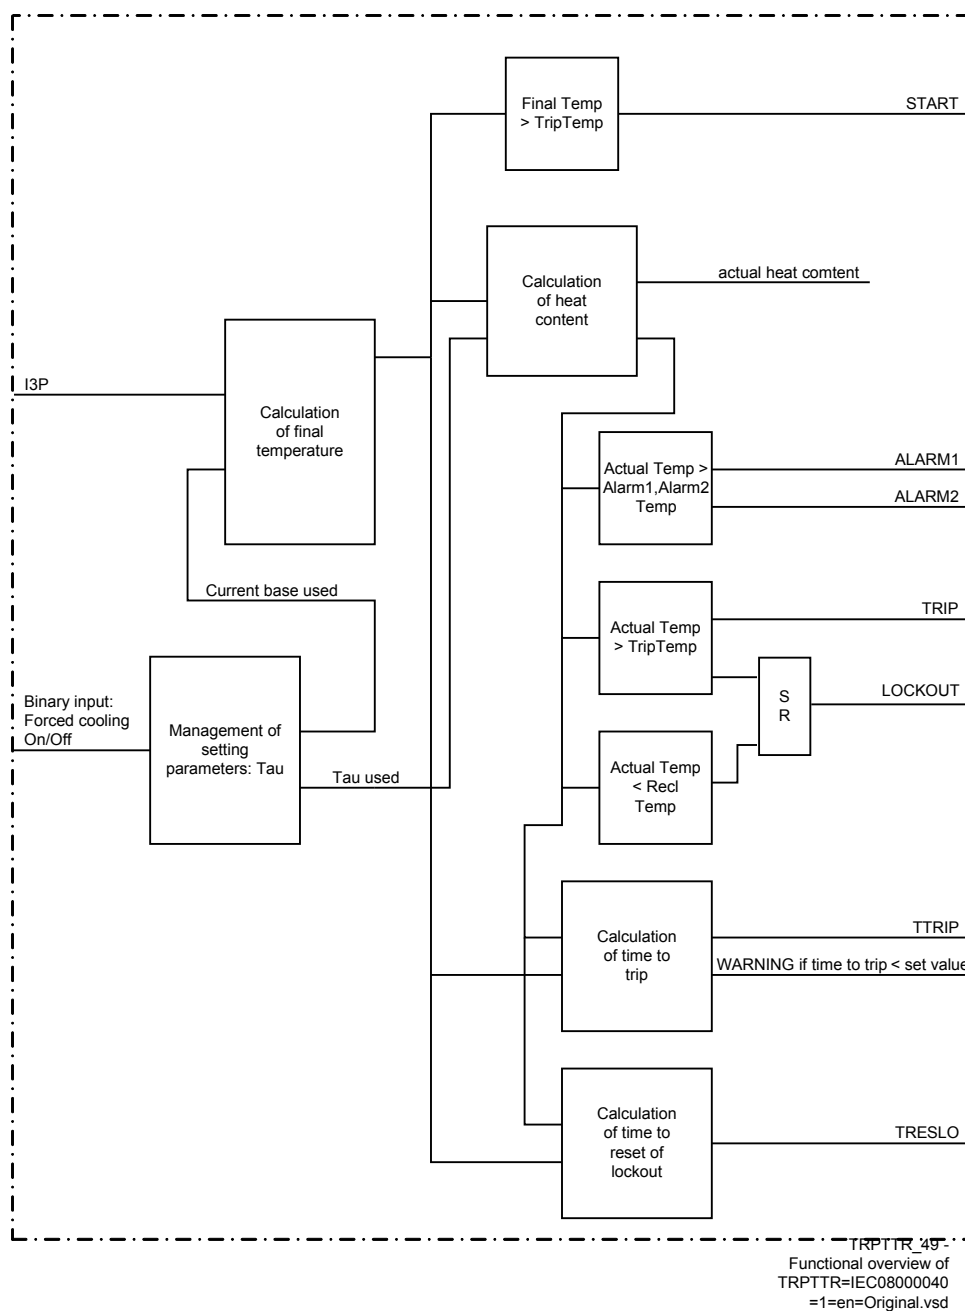 Final Temp
> TripTemp
START
Calculation
of heat
content
actual heat comtent
I3P
Calculation
of final
temperature
Actual Temp >
Alarm1,Alarm2
Temp
ALARM1
ALARM2
Current base used
Actual Temp
> TripTemp
TRIP
Binary input:
Forced cooling
On/Off
Management of
setting
parameters: Tau
Tau used
S
R
LOCKOUT
Actual Temp
< Recl
Temp
Calculation
of time to
trip
TTRIP
WARNING if time to trip < set value
Calculation
of time to
reset of
lockout
TRESLO
TRPTTR_49 -
Functional overview of
TRPTTR=IEC08000040
=1=en=Original.vsd